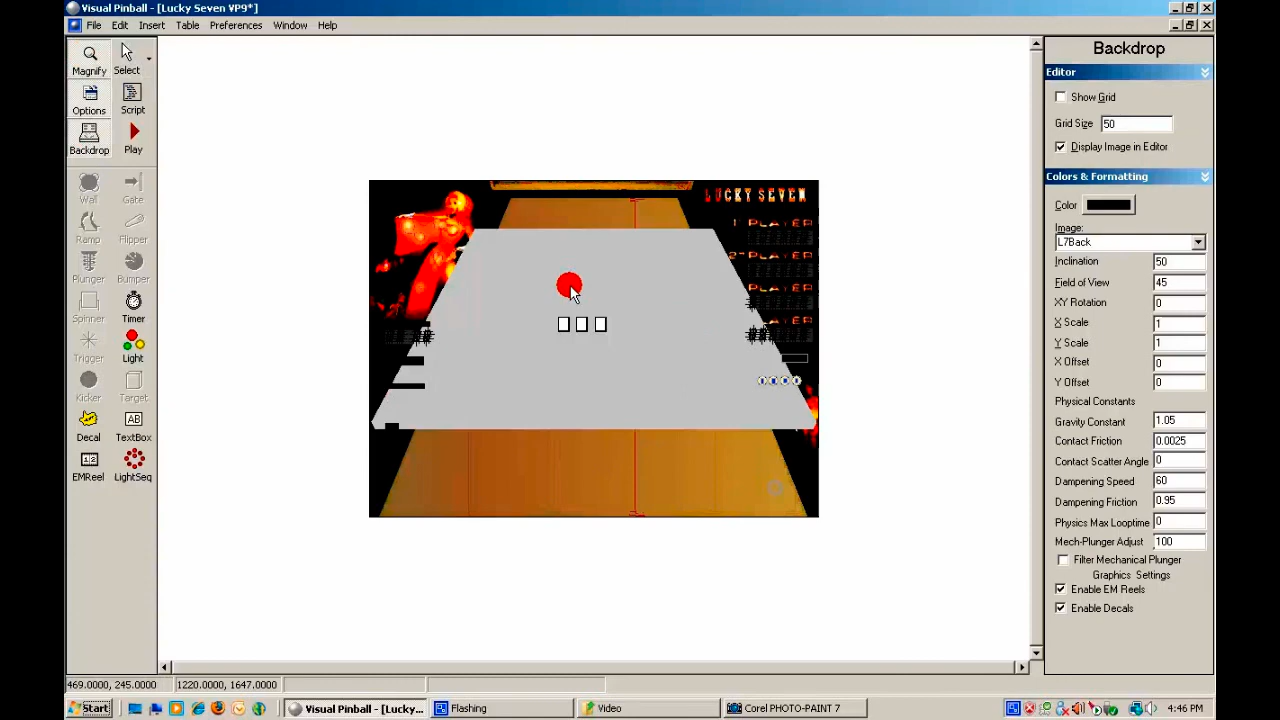 Visual Pinball - [Lucky Seven VP9*]
File Edit Insert Table Preferences Window Help
Magnify Select
Options Script
Backdrop Play
Wall Gate
Ramp Flipper
Plunger Bumper
Spinner Timer
Trigger Light
Kicker Target
Decal TextBox
EMReel LightSeq
LUCKY SEVEN
1 PLAYER
Backdrop
Editor
Show Grid
Grid Size 50
Display Image in Editor
Colors & Formatting
Color
Image:
L7Back
Inclination 50
Field of View 45
XY Rotation 0
X Scale 1
Y Scale 1
X Offset 0
Y Offset 0
Physical Constants
Gravity Constant 1.05
Contact Friction 0.0025
Contact Scatter Angle 0
Dampening Speed 60
Dampening Friction 0.95
Physics Max Looptime 0
Mech-Plunger Adjust 100
Filter Mechanical Plunger
Graphics Settings
Enable EM Reels
Enable Decals
469.0000, 245.0000 1220.0000, 1647.0000
Start Visual Pinball - [Lucky... Flashing Video Corel PHOTO-PAINT 7 4:46 PM